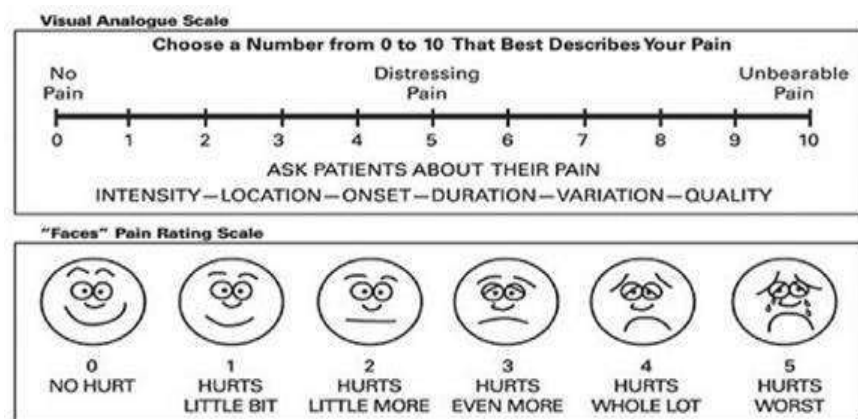 Visual Analogue Scale
Choose a Number from 0 to 10 That Best Describes Your Pain
No Distressing Unbearable
Pain Pain Pain
0 1 2 3 4 5 6 7 8 9 10
ASK PATIENTS ABOUT THEIR PAIN
INTENSITY—LOCATION—ONSET—DURATION—VARIATION—QUALITY
"Faces" Pain Rating Scale
0 1 2 3 4 5
NO HURT HURTS HURTS HURTS HURTS HURTS
LITTLE BIT LITTLE MORE EVEN MORE WHOLE LOT WORST